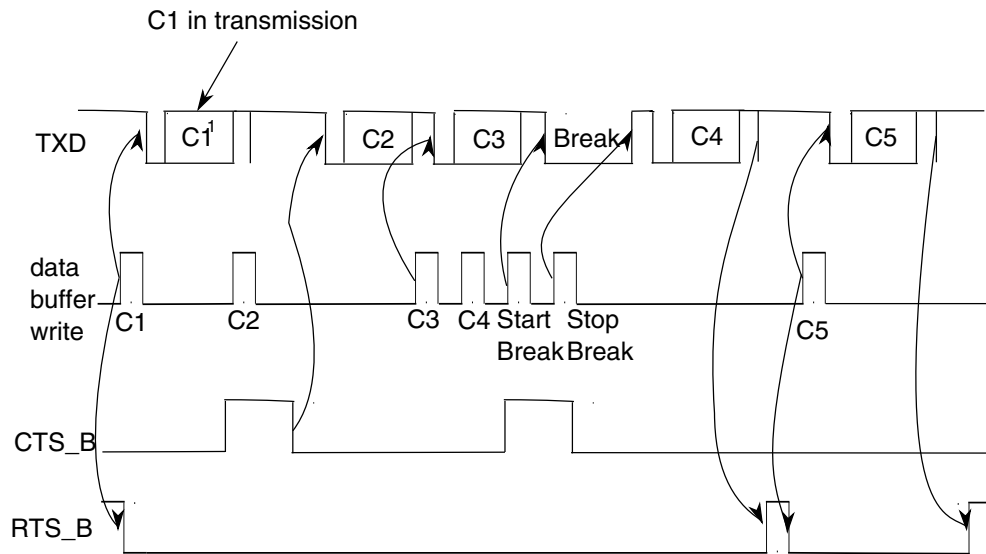 C1 in transmission
TXD
C1 1
C2
C3
Break
C4
C5
data
buffer
write
C1
C2
C3
C4
Start
Break
Stop
Break
C5
CTS_B
RTS_B